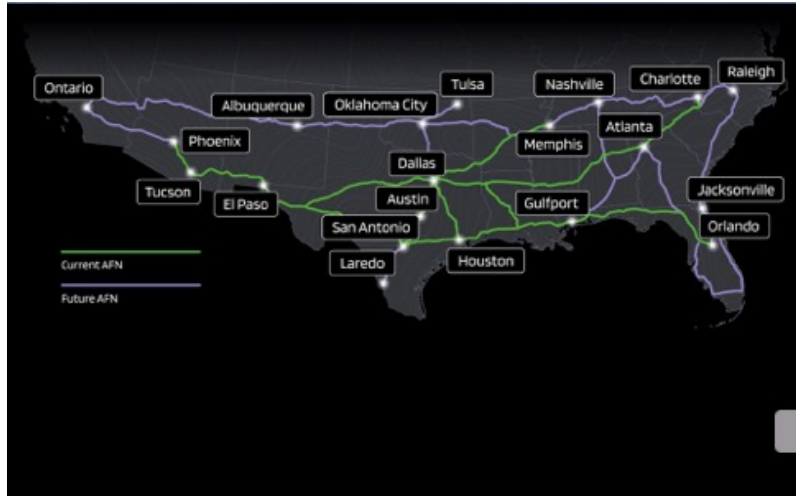 Ontario
Albuquerque
Oklahoma City
Tulsa
Nashville
Charlotte
Raleigh
Phoenix
Memphis
Atlanta
Tucson
El Paso
Dallas
Austin
San Antonio
Laredo
Houston
Gulfport
Jacksonville
Orlando
Current AFN
Future AFN